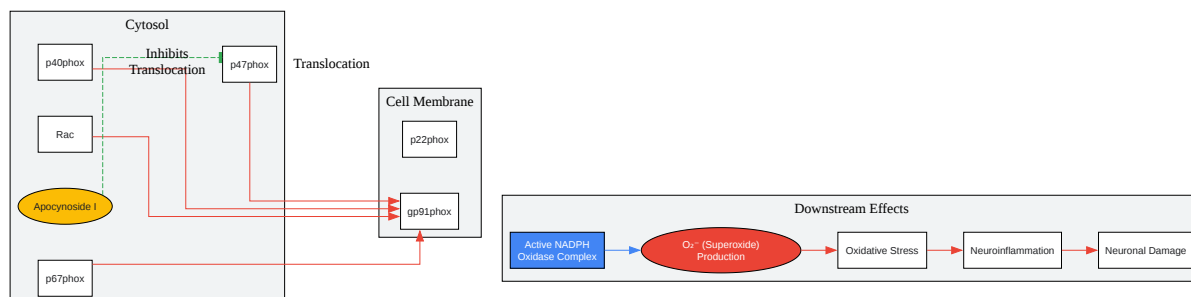 Cytosol
p40phox
Inhibits
Translocation
p47phox
Translocation
Rac
Apocynoside I
p67phox
Cell Membrane
p22phox
gp91phox
Downstream Effects
Active NADPH
Oxidase Complex
O₂⁻ (Superoxide)
Production
Oxidative Stress
Neuroinflammation
Neuronal Damage